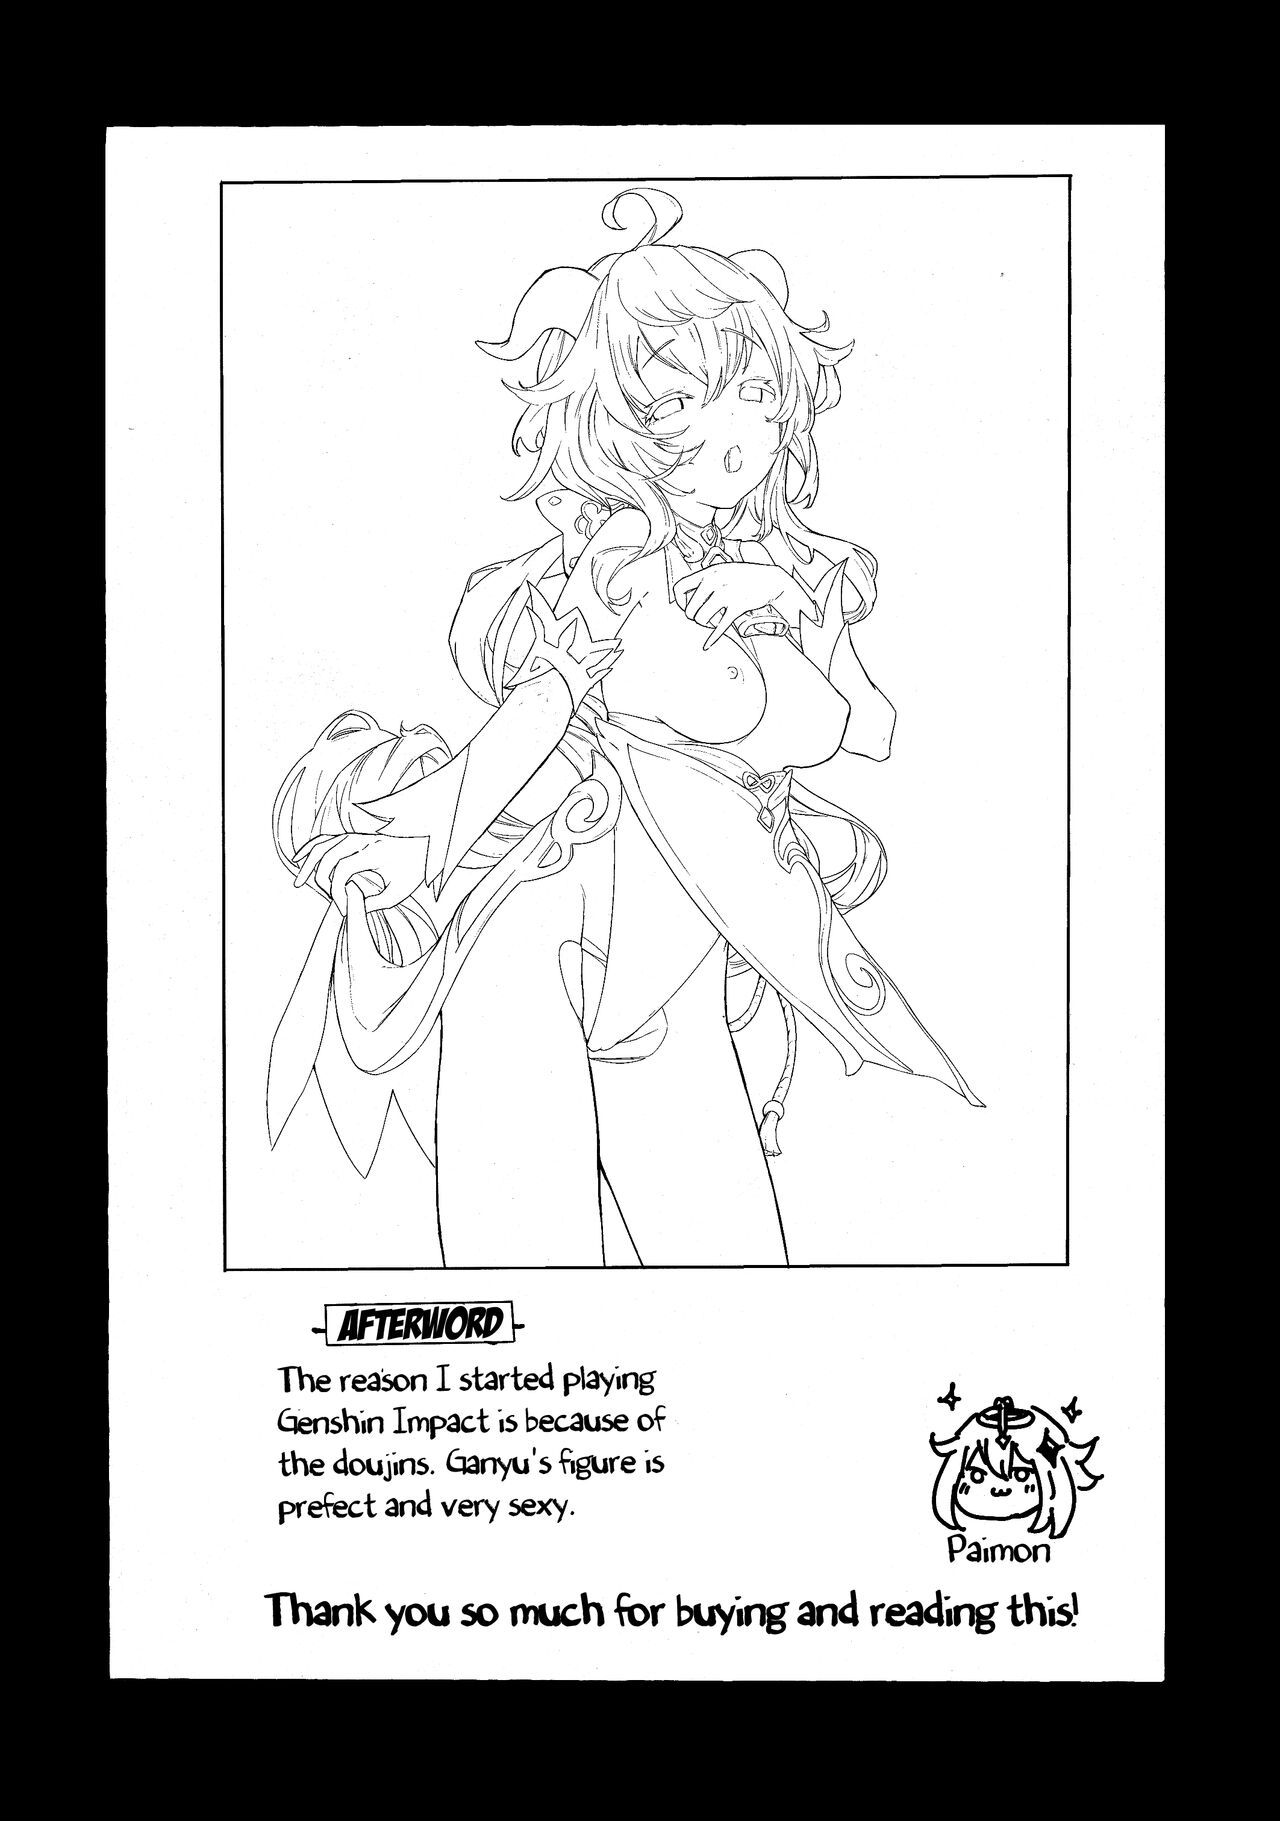 AFTERWORD
The reason I started playing
Genshin Impact is because of
the doujins. Ganyu's figure is
prefect and very sexy.
Paimon
Thank you so much for buying and reading this!